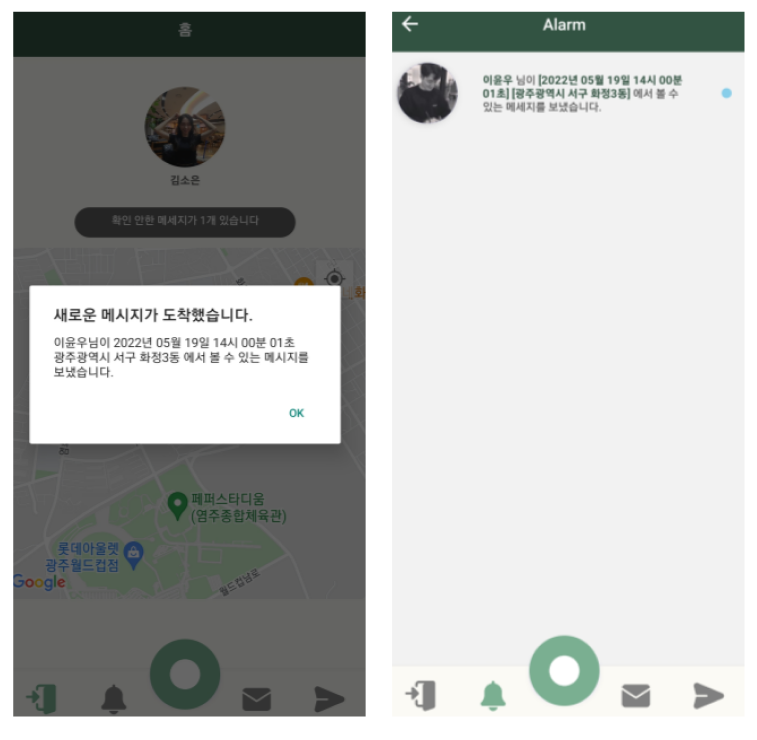 홈
김소은
확인 안한 메세지가 1개 있습니다
화
새로운 메시지가 도착했습니다.
이윤우님이 2022년 05월 19일 14시 00분 01초
광주광역시 서구 화정3동 에서 볼 수 있는 메시지를
보냈습니다.
OK
페퍼스타디움
(염주종합체육관)
롯데아울렛
광주월드컵점
월드컵남로
Google
Alarm
이윤우 님이 [2022년 05월 19일 14시 00분
01초] [광주광역시 서구 화정3동] 에서 볼 수
있는 메세지를 보냈습니다.